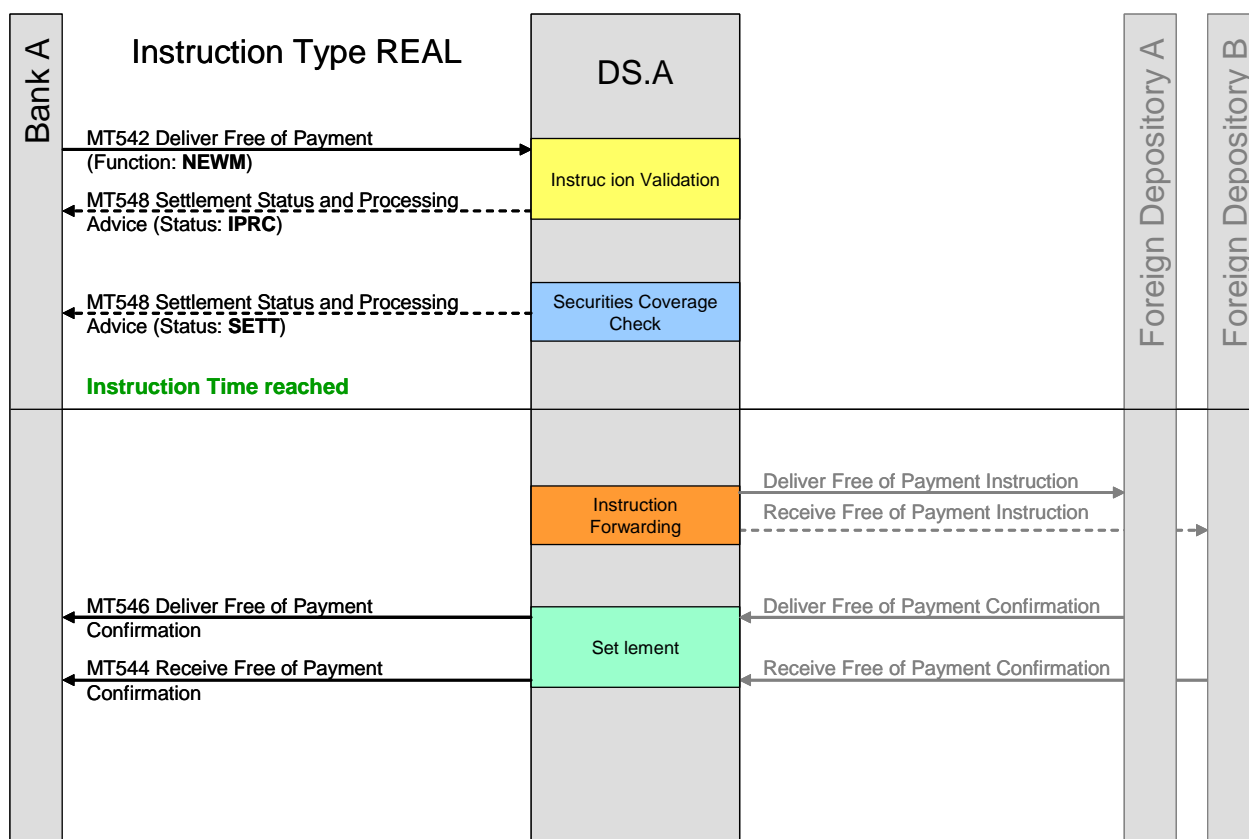 Bank A
Instruction Type REAL
DS.A
Foreign Depository A
Foreign Depository B
MT542 Deliver Free of Payment
(Function: NEWM)
Instruc ion Validation
MT548 Settlement Status and Processing
Advice (Status: IPRC)
MT548 Settlement Status and Processing
Advice (Status: SETT)
Securities Coverage
Check
Instruction Time reached
Instruction
Forwarding
Deliver Free of Payment Instruction
Receive Free of Payment Instruction
MT546 Deliver Free of Payment
Confirmation
Set lement
Deliver Free of Payment Confirmation
MT544 Receive Free of Payment
Confirmation
Receive Free of Payment Confirmation